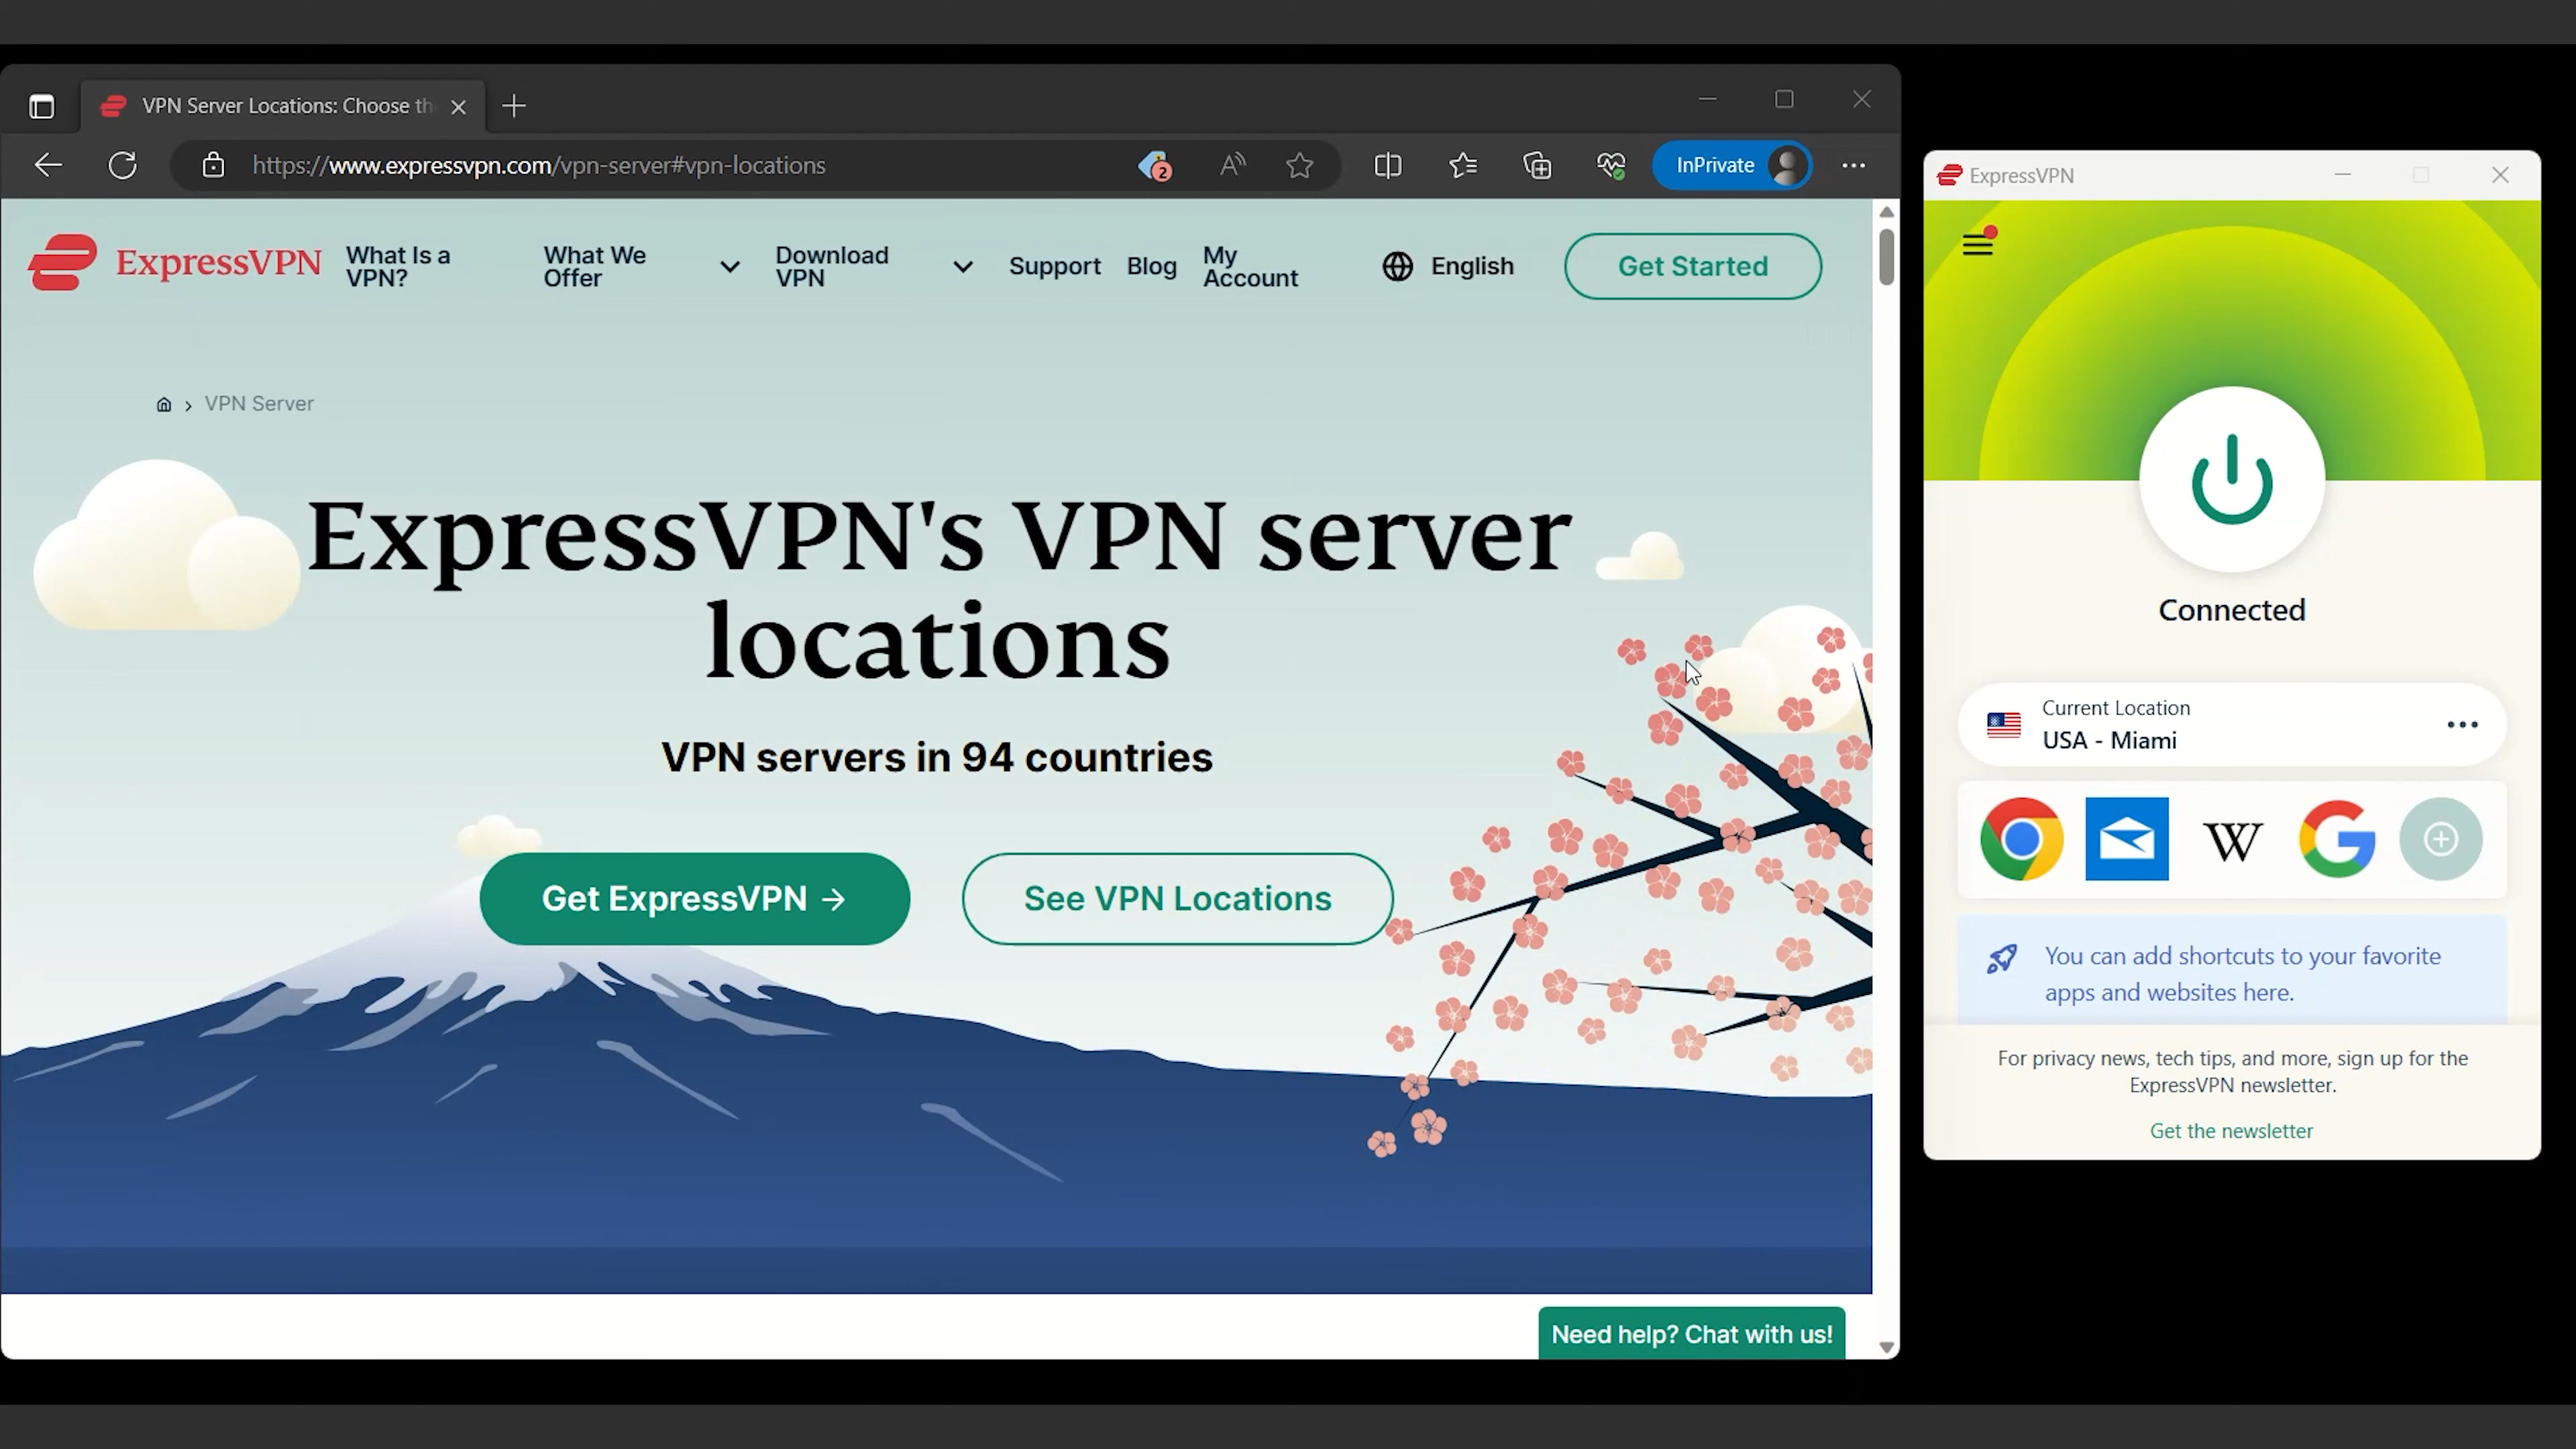 VPN Server Locations: Choose th
https://www.expressvpn.com/vpn-server#vpn-locations
2
A
InPrivate
ExpressVPN
What Is a
VPN?
What We
Offer
Download
VPN
Support
Blog
My
Account
English
Get Started
VPN Server
ExpressVPN's VPN server
locations
VPN servers in 94 countries
Get ExpressVPN →
See VPN Locations
Need help? Chat with us!
ExpressVPN
Connected
Current Location
USA - Miami
W
G
You can add shortcuts to your favorite
apps and websites here.
For privacy news, tech tips, and more, sign up for the
ExpressVPN newsletter.
Get the newsletter